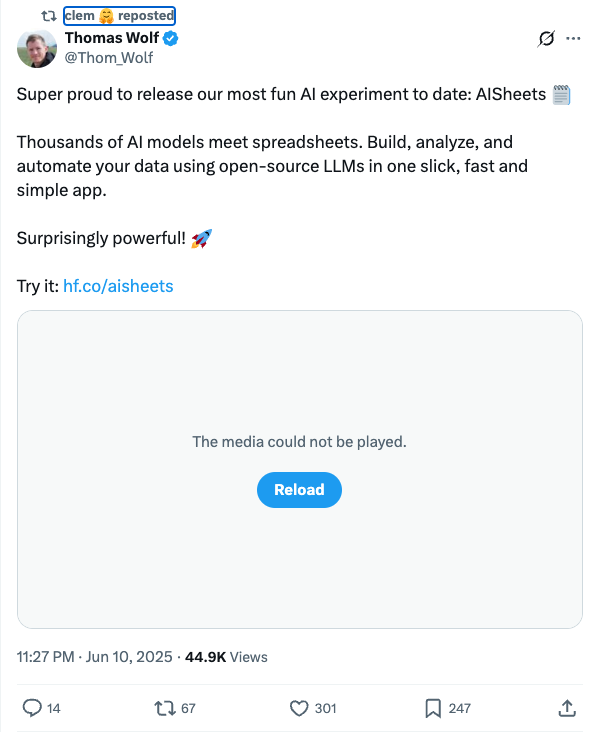 clem 🤗 reposted
Thomas Wolf
@Thom_Wolf
Super proud to release our most fun AI experiment to date: AISheets 🗒️
Thousands of AI models meet spreadsheets. Build, analyze, and
automate your data using open-source LLMs in one slick, fast and
simple app.
Surprisingly powerful! 🚀
Try it: hf.co/aisheets
The media could not be played.
Reload
11:27 PM · Jun 10, 2025 · 44.9K Views
14 67 301 247